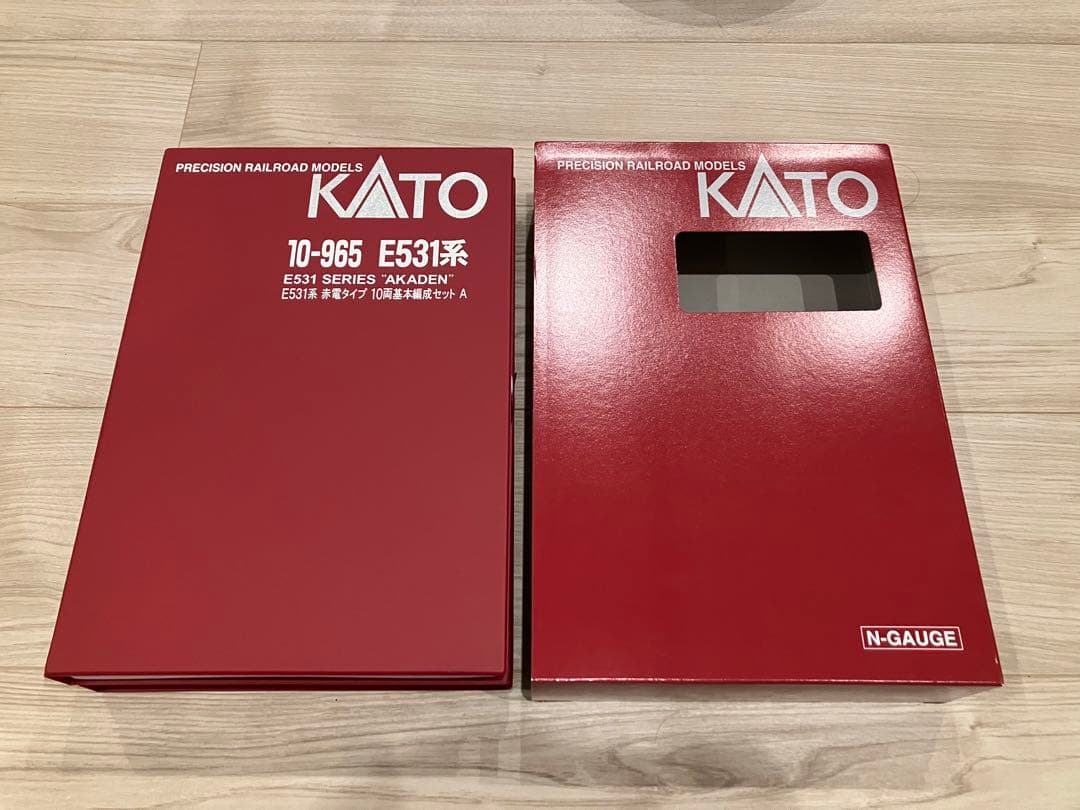 PRECISION RAILROAD MODELS
KATO
10-965 E531系
E531 SERIES "AKADEN"
E531系 赤電タイプ 10両基本編成セット A
PRECISION RAILROAD MODELS
KATO
N-GAUGE